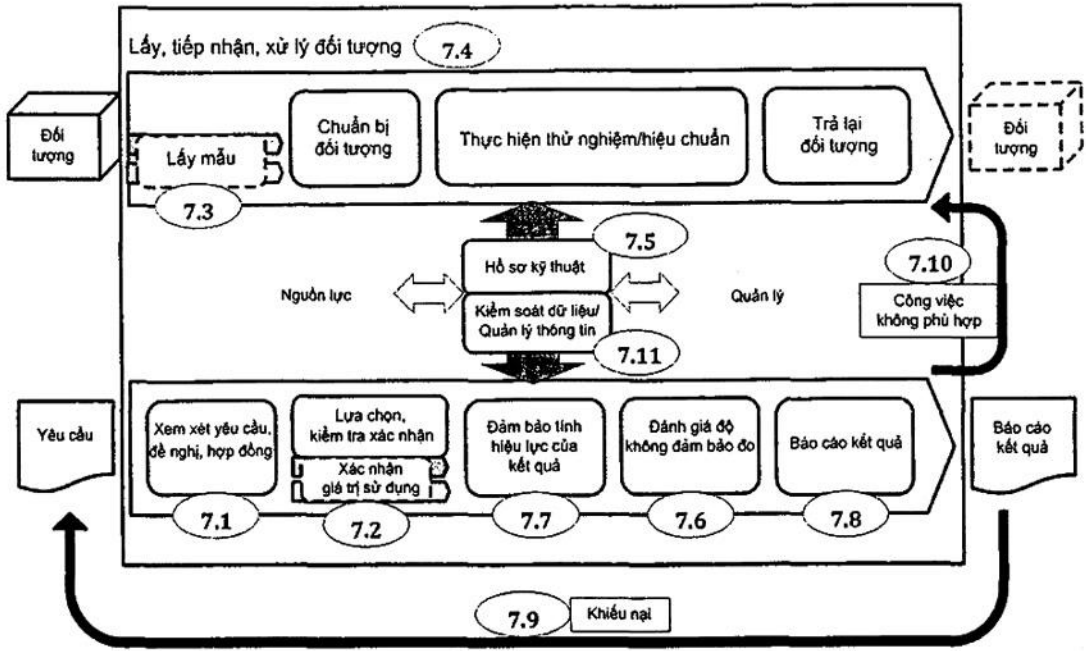 Lấy, tiếp nhận, xử lý đối tượng
7.4
Đối
tượng
Lấy mẫu
7.3
Chuẩn bị
đối tượng
Thực hiện thử nghiệm/hiệu chuẩn
Trả lại
đối tượng
Đối
tượng
7.5
Hồ sơ kỹ thuật
Nguồn lực
Quản lý
Kiểm soát dữ liệu/
Quản lý thông tin
7.11
7.10
Công việc
không phù hợp
Yêu cầu
Xem xét yêu cầu,
đề nghị, hợp đồng
7.1
Lựa chọn,
kiểm tra xác nhận
Xác nhận
giá trị sử dụng
7.2
Đảm bảo tính
hiệu lực của
kết quả
7.7
Đánh giá độ
không đảm bảo đo
7.6
Báo cáo kết quả
7.8
Báo cáo
kết quả
7.9
Khiếu nại